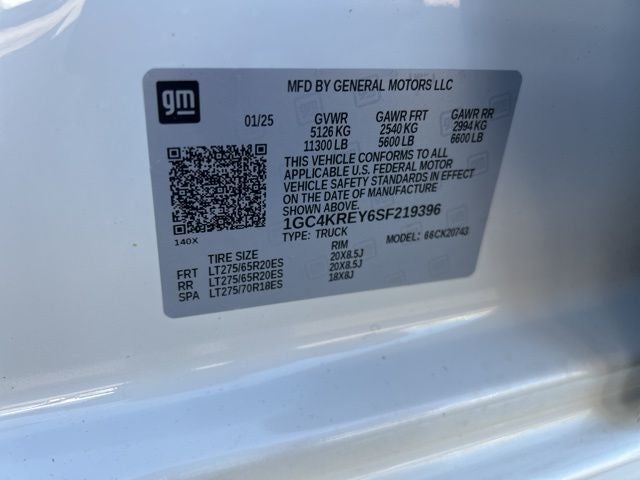 MFD BY GENERAL MOTORS LLC
gm
01/25 GVWR GAWR FRT GAWR RR
5126 KG 2540 KG 2994 KG
11300 LB 5600 LB 6600 LB
THIS VEHICLE CONFORMS TO ALL
APPLICABLE U.S. FEDERAL MOTOR
VEHICLE SAFETY STANDARDS IN EFFECT
ON THE DATE OF MANUFACTURE
SHOWN ABOVE.
1GC4KREY6SF219396
140X TYPE: TRUCK MODEL: 66CK20743
TIRE SIZE RIM
FRT LT275/65R20ES 20X8.5J
RR LT275/65R20ES 20X8.5J
SPA LT275/70R18ES 18X8J